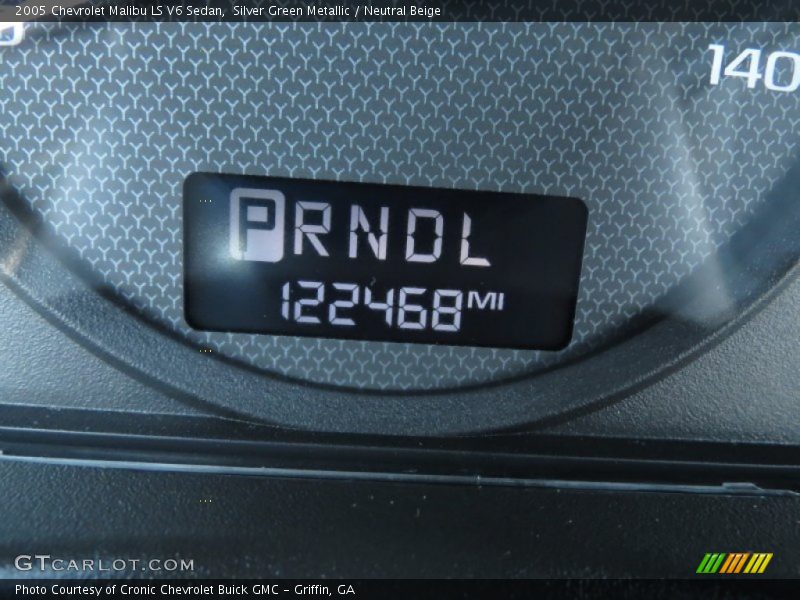 2005 Chevrolet Malibu LS V6 Sedan, Silver Green Metallic / Neutral Beige
140
PRNDL
122468 MI
GTCARLOT.COM
Photo Courtesy of Cronic Chevrolet Buick GMC – Griffin, GA